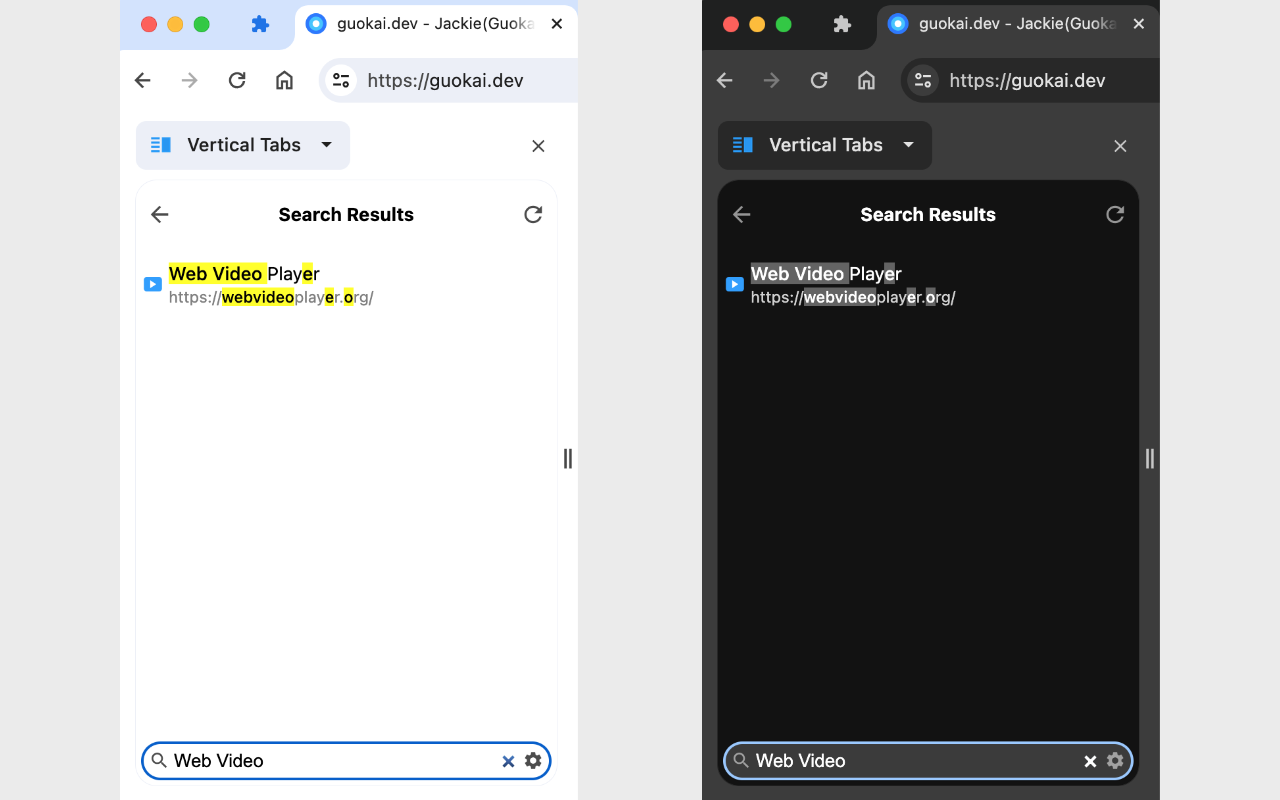 guokai.dev - Jackie(Guoka
https://guokai.dev
Vertical Tabs
Search Results
Web Video Player
https://webvideoplayer.org/
Web Video
guokai.dev - Jackie(Guoka
https://guokai.dev
Vertical Tabs
Search Results
Web Video Player
https://webvideoplayer.org/
Web Video